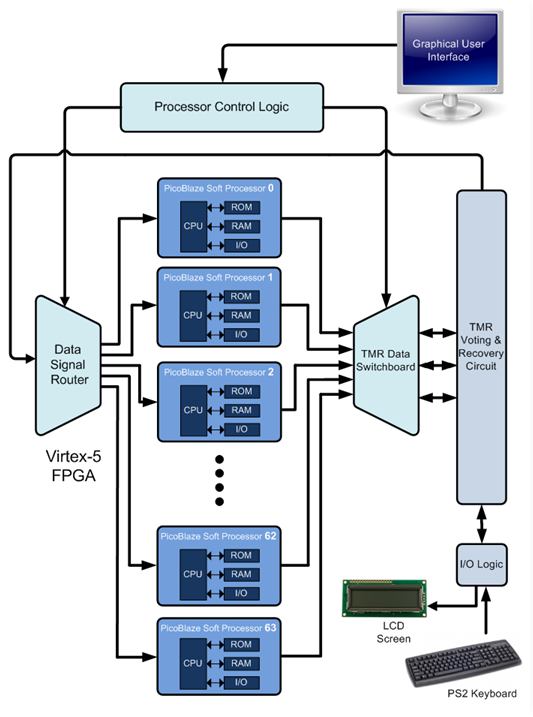 Graphical User
Interface
Processor Control Logic
PicoBlaze Soft Processor 0
CPU
ROM
RAM
I/O
PicoBlaze Soft Processor 1
CPU
ROM
RAM
I/O
Data
Signal
Router
TMR Data
Switchboard
TMR
Voting &
Recovery
Circuit
PicoBlaze Soft Processor 2
CPU
ROM
RAM
I/O
Virtex-5
FPGA
PicoBlaze Soft Processor 62
CPU
ROM
RAM
I/O
I/O Logic
PicoBlaze Soft Processor 63
CPU
ROM
RAM
I/O
LCD
Screen
PS2 Keyboard